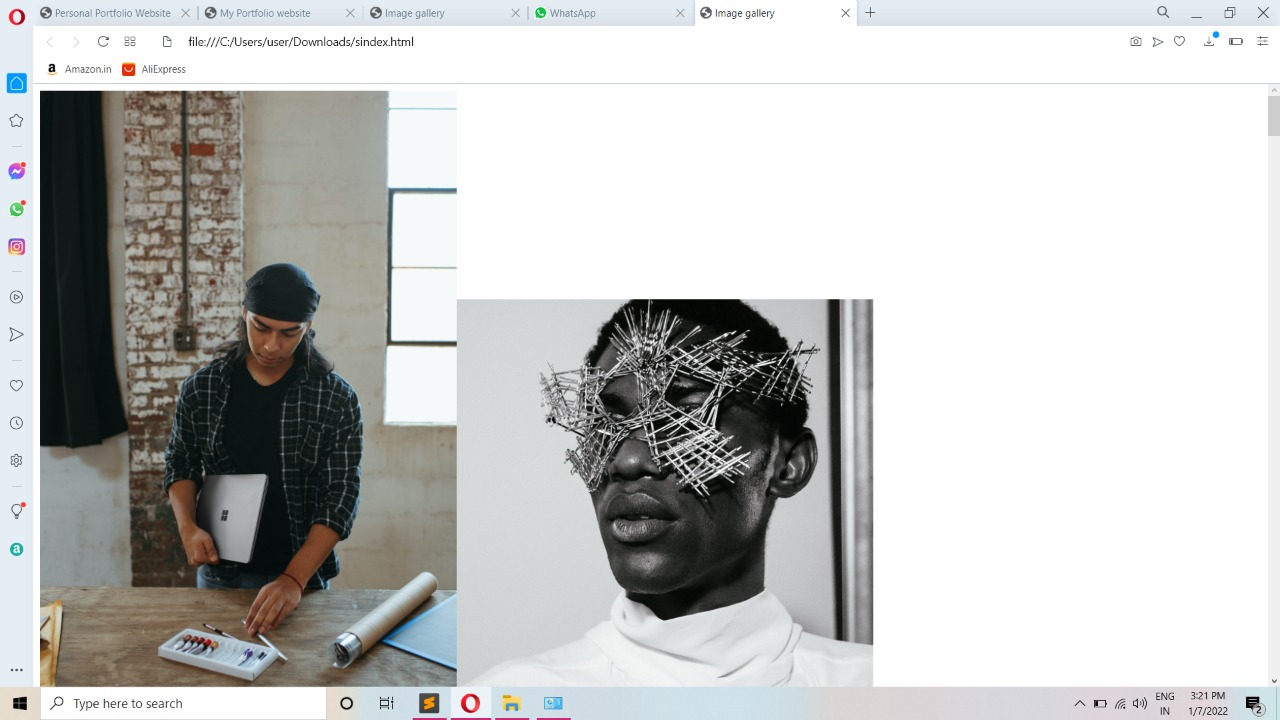 Personal Portfolio Website
My Portfolio website
Image gallery
WhatsApp
Image gallery
file:///C:/Users/user/Downloads/sindex.html
a Amazon.in
AliExpress
a
Type here to search
ENG
IN
3:21 PM
1/7/2022
2